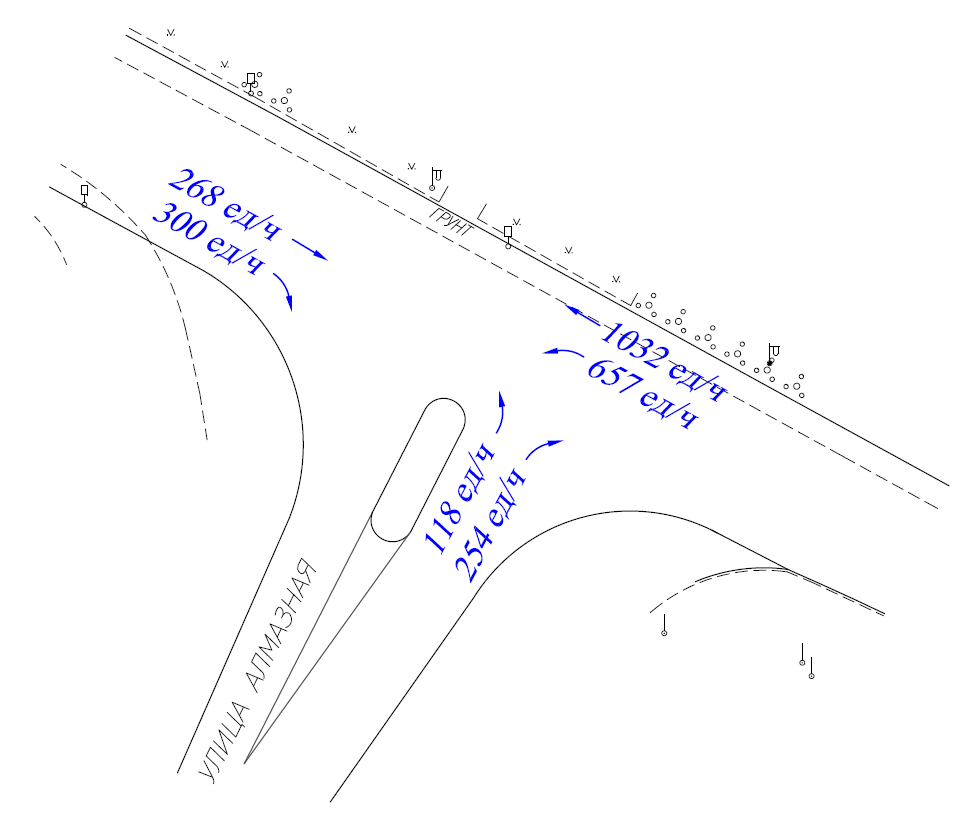 268 ед/ч
300 ед/ч
ГРУНТ
1032 ед/ч
657 ед/ч
118 ед/ч
254 ед/ч
УЛИЦА АЛМАЗНАЯ